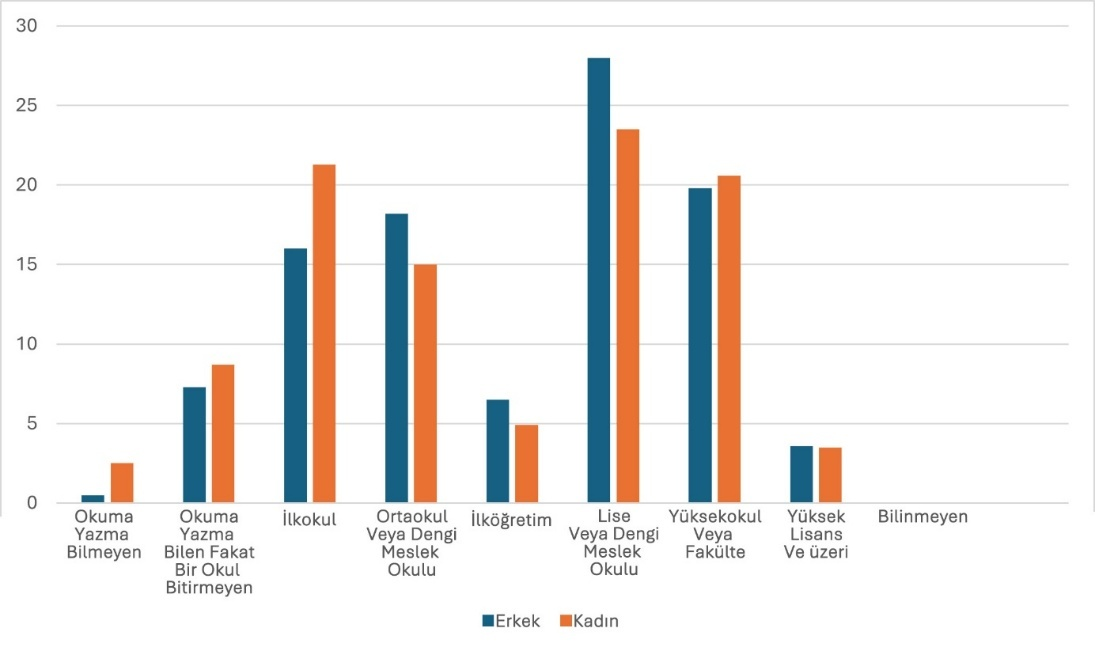 30
25
20
15
10
5
0
Okuma
Yazma
Bilmeyen
Okuma
Yazma
Bilen Fakat
Bir Okul
Bitirmeyen
İlkokul
Ortaokul
Veya Dengi
Meslek
Okulu
İlköğretim
Lise
Veya Dengi
Meslek
Okulu
Yüksekokul
Veya
Fakülte
Yüksek
Lisans
Ve üzeri
Bilinmeyen
Erkek Kadın